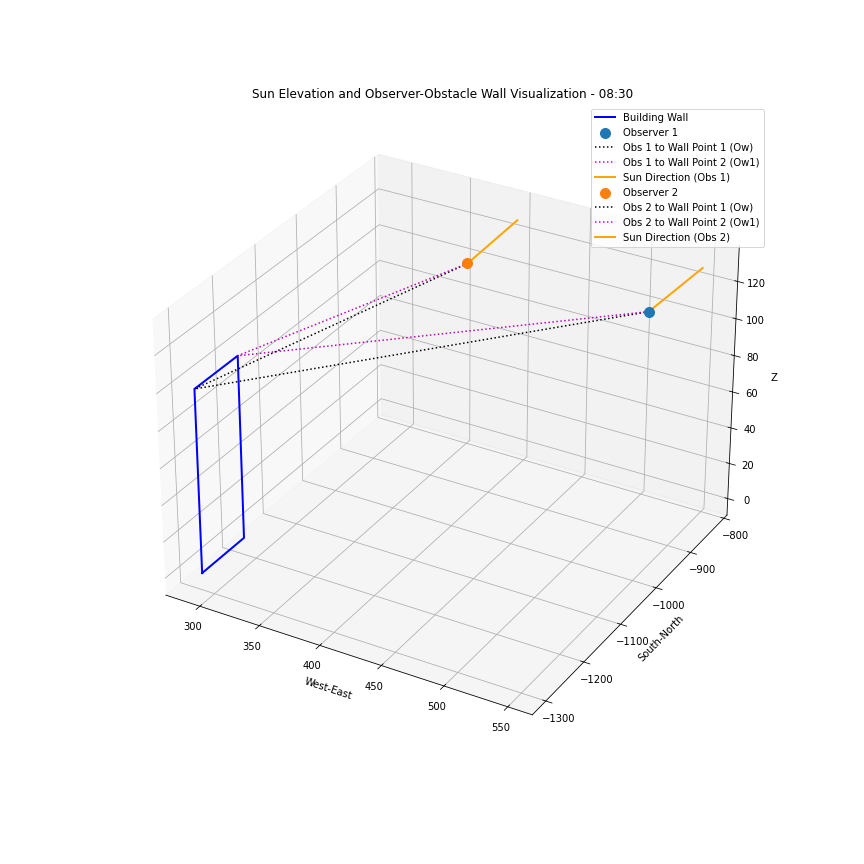 Sun Elevation and Observer-Obstacle Wall Visualization - 08:30
Building Wall
Observer 1
Obs 1 to Wall Point 1 (Ow)
Obs 1 to Wall Point 2 (Ow1)
Sun Direction (Obs 1)
Observer 2
Obs 2 to Wall Point 1 (Ow)
Obs 2 to Wall Point 2 (Ow1)
Sun Direction (Obs 2)
120
100
80
60
40
20
0
Z
−800
−900
−1000
−1100
−1200
−1300
South-North
300
350
400
450
500
550
West-East